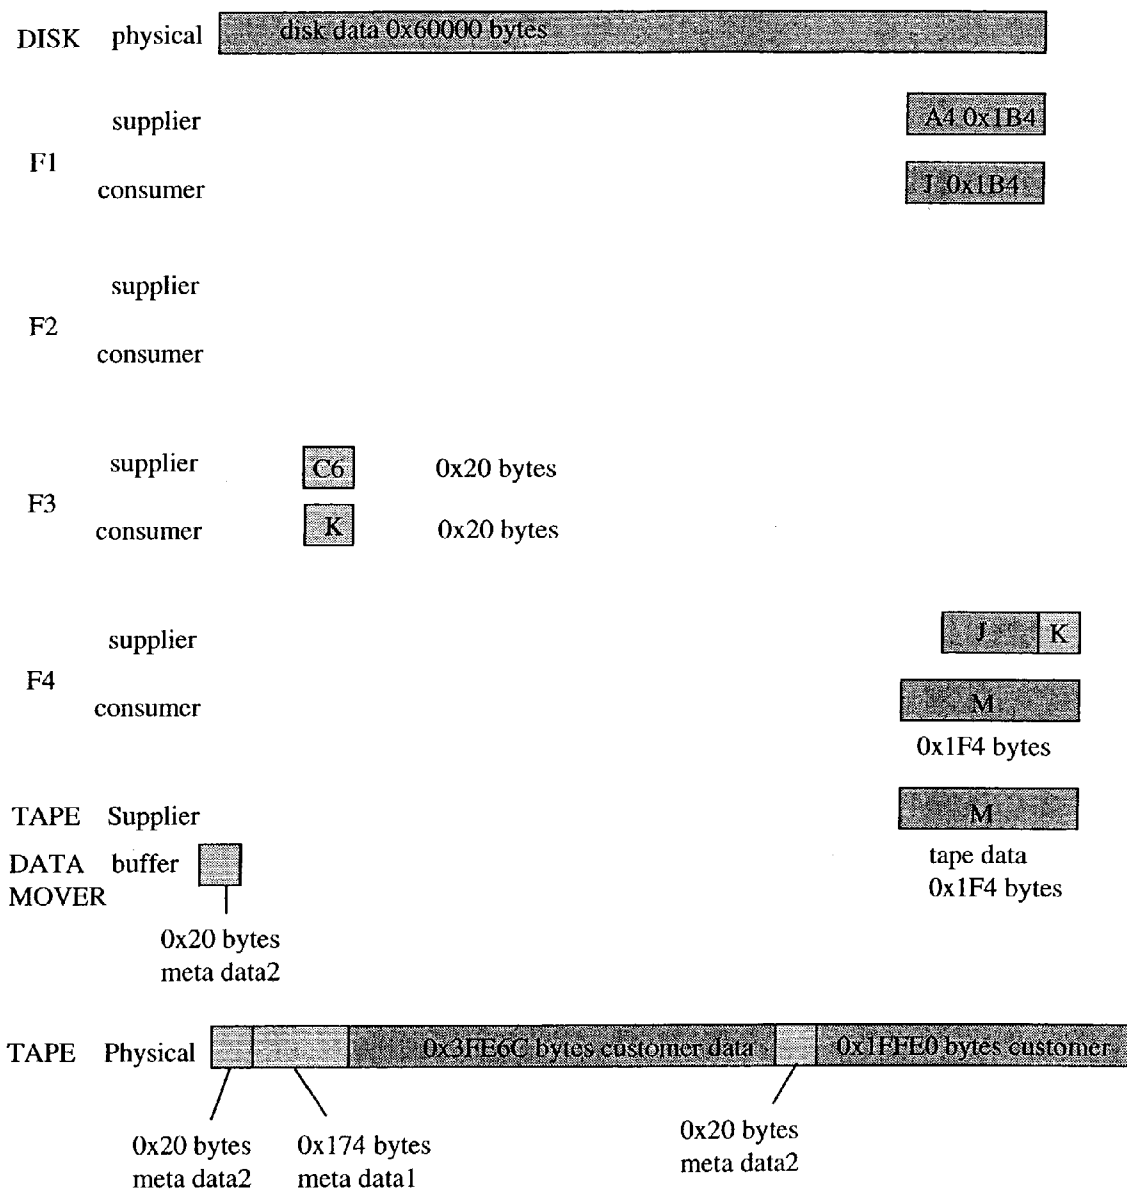 DISK physical disk data 0x60000 bytes
supplier A4 0x1B4
F1
consumer J 0x1B4
supplier
F2
consumer
supplier C6 0x20 bytes
F3
consumer K 0x20 bytes
supplier J K
F4
consumer M
0x1F4 bytes
TAPE Supplier M
DATA buffer tape data
MOVER 0x1F4 bytes
0x20 bytes
meta data2
TAPE Physical 0x3FE6C bytes customer data 0x1FFE0 bytes customer
0x20 bytes 0x174 bytes 0x20 bytes
meta data2 meta data1 meta data2